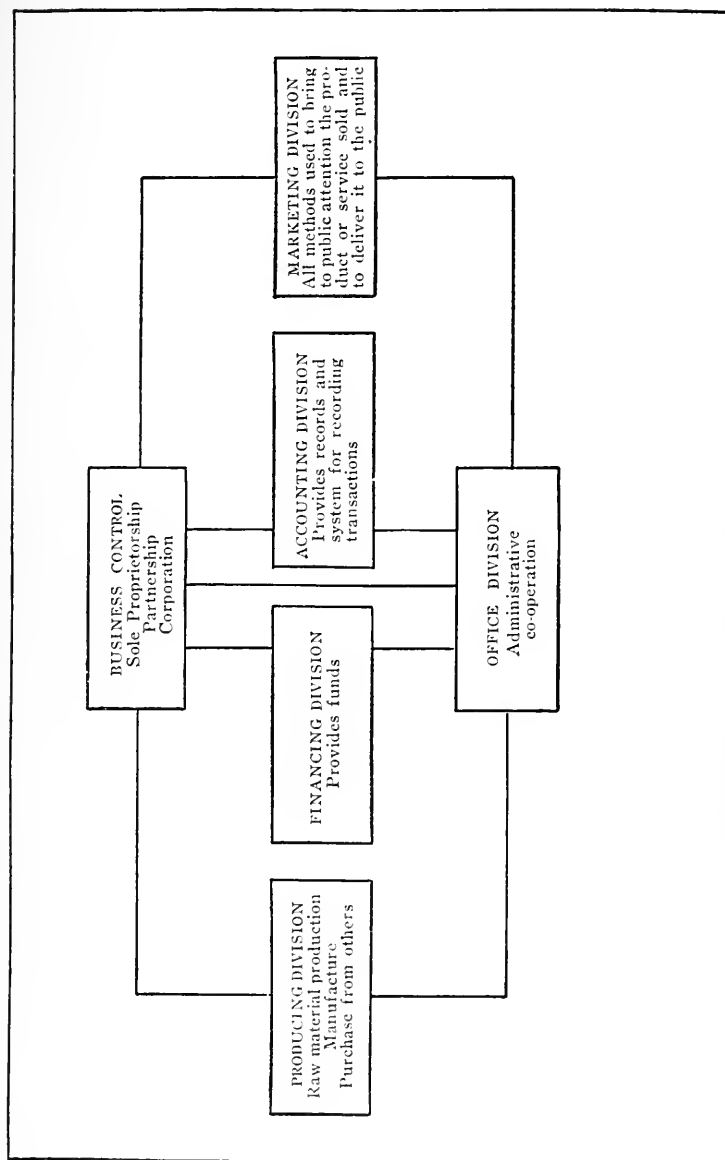 BUSINESS CONTROL
Sole Proprietorship
Partnership
Corporation
PRODUCING DIVISION
Raw material production
Manufacture
Purchase from others
FINANCING DIVISION
Provides funds
ACCOUNTING DIVISION
Provides records and
system for recording
transactions
MARKETING DIVISION
All methods used to bring
to public attention the pro-
duct or service sold and
to deliver it to the public
OFFICE DIVISION
Administrative
co-operation